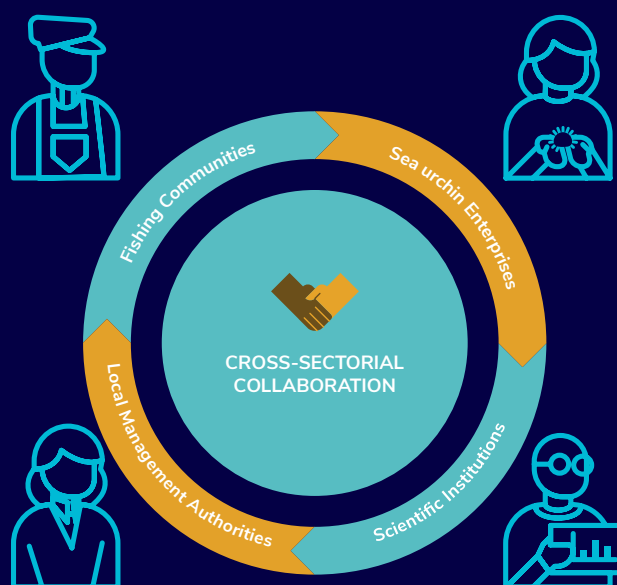 Fishing Communities
Sea urchin Enterprises
CROSS-SECTORIAL
COLLABORATION
Local Management Authorities
Scientific Institutions